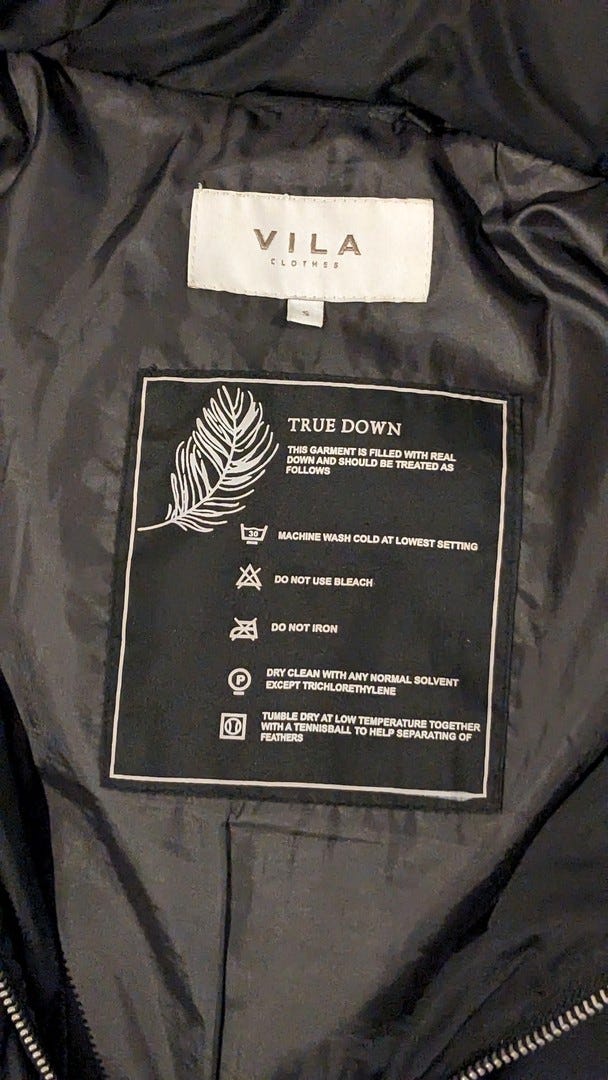 VILA
CLOTHES
S
TRUE DOWN
THIS GARMENT IS FILLED WITH REAL
DOWN AND SHOULD BE TREATED AS
FOLLOWS
30
MACHINE WASH COLD AT LOWEST SETTING
DO NOT USE BLEACH
DO NOT IRON
P
DRY CLEAN WITH ANY NORMAL SOLVENT
EXCEPT TRICHLORETHYLENE
TUMBLE DRY AT LOW TEMPERATURE TOGETHER
WITH A TENNISBALL TO HELP SEPARATING OF
FEATHERS